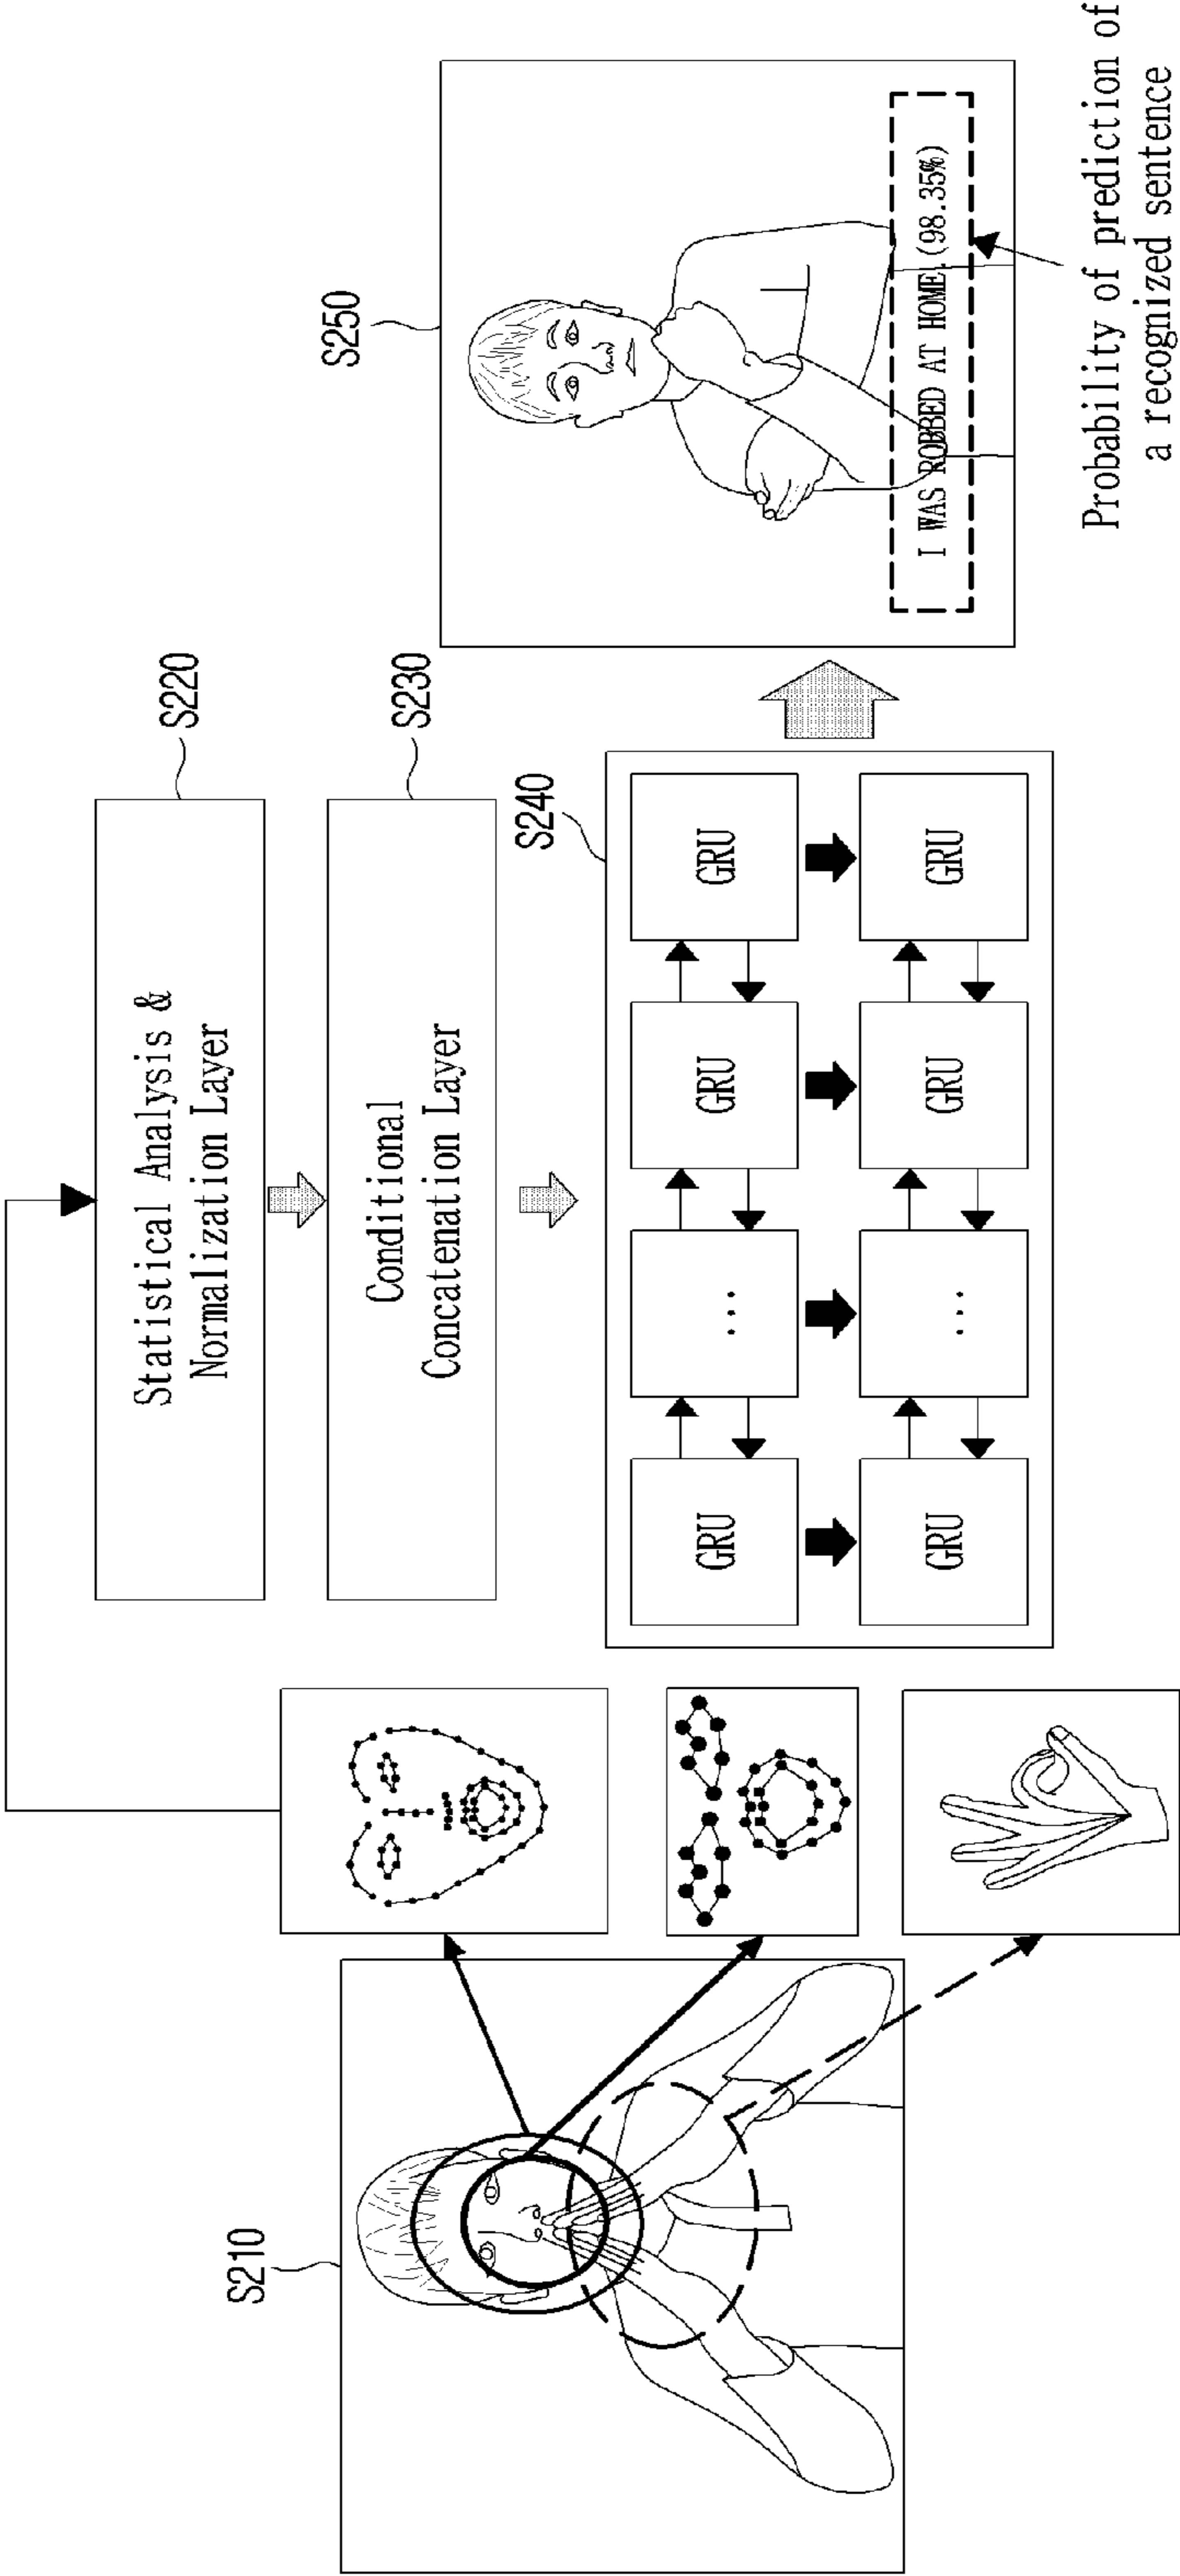 S210
S220
Statistical Analysis &
Normalization Layer
S230
Conditional
Concatenation Layer
S240
GRU
...
GRU
GRU
GRU
...
GRU
GRU
S250
I WAS ROBBED AT HOME.(98.35%)
Probability of prediction of
a recognized sentence